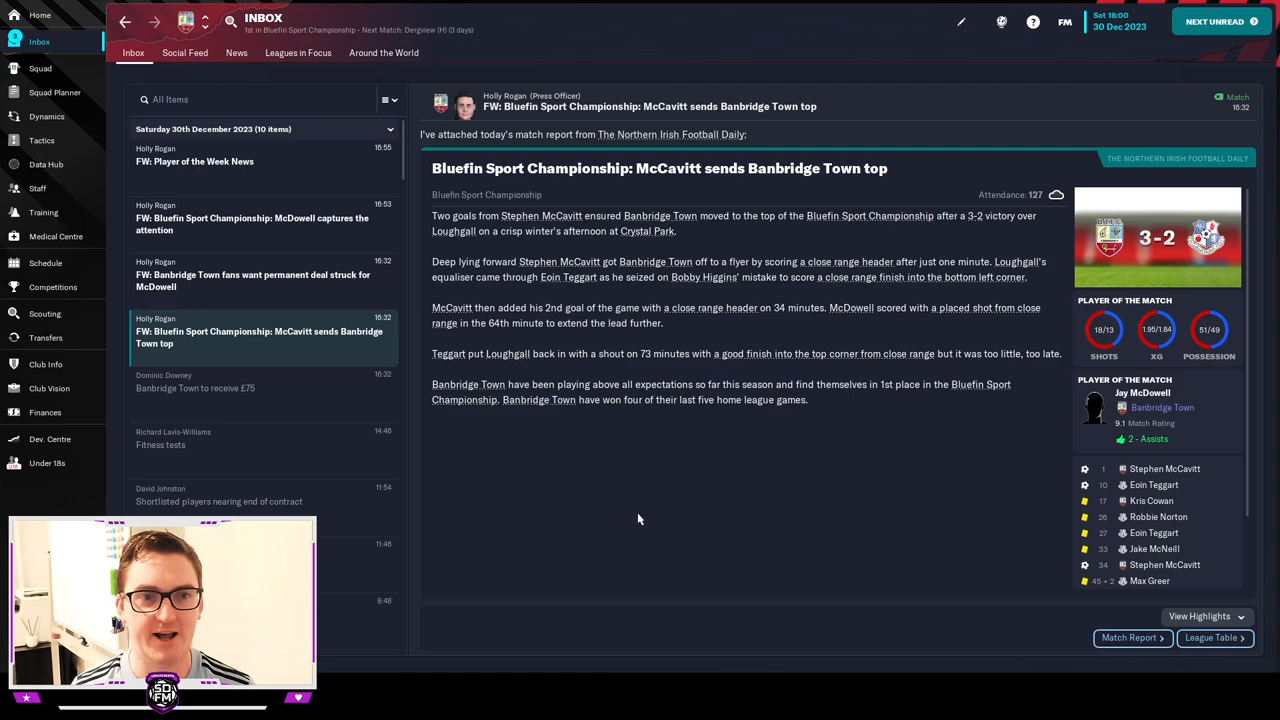 Home
3
Inbox
Squad
Squad Planner
Dynamics
Tactics
Data Hub
Staff
Training
Medical Centre
Schedule
Competitions
Scouting
Transfers
Club Info
Club Vision
Finances
Dev. Centre
U18
Under 18s
INBOX
1st in Bluefin Sport Championship - Next Match: Dergview (H) (3 days)
FM
Sat 18:00
30 Dec 2023
NEXT UNREAD
Inbox
Social Feed
News
Leagues in Focus
Around the World
All Items
Saturday 30th December 2023 (10 items)
Holly Rogan 16:55
FW: Player of the Week News
Holly Rogan 16:53
FW: Bluefin Sport Championship: McDowell captures the
attention
Holly Rogan 16:32
FW: Banbridge Town fans want permanent deal struck for
McDowell
Holly Rogan 16:32
FW: Bluefin Sport Championship: McCavitt sends Banbridge
Town top
Dominic Downey 16:32
Banbridge Town to receive £75
Richard Lavis-Williams 14:46
Fitness tests
David Johnston 11:54
Shortlisted players nearing end of contract
11:46
8:48
Holly Rogan (Press Officer)
FW: Bluefin Sport Championship: McCavitt sends Banbridge Town top
Match
16:32
I've attached today's match report from The Northern Irish Football Daily:
THE NORTHERN IRISH FOOTBALL DAILY
Bluefin Sport Championship: McCavitt sends Banbridge Town top
Bluefin Sport Championship
Attendance: 127
Two goals from Stephen McCavitt ensured Banbridge Town moved to the top of the Bluefin Sport Championship after a 3-2 victory over
Loughgall on a crisp winter's afternoon at Crystal Park.
Deep lying forward Stephen McCavitt got Banbridge Town off to a flyer by scoring a close range header after just one minute. Loughgall's
equaliser came through Eoin Teggart as he seized on Bobby Higgins' mistake to score a close range finish into the bottom left corner.
McCavitt then added his 2nd goal of the game with a close range header on 34 minutes. McDowell scored with a placed shot from close
range in the 64th minute to extend the lead further.
Teggart put Loughgall back in with a shout on 73 minutes with a good finish into the top corner from close range but it was too little, too late.
Banbridge Town have been playing above all expectations so far this season and find themselves in 1st place in the Bluefin Sport
Championship. Banbridge Town have won four of their last five home league games.
3-2
PLAYER OF THE MATCH
18/13
1.95/1.84
51/49
SHOTS
XG
POSSESSION
PLAYER OF THE MATCH
Jay McDowell
Banbridge Town
9.1 Match Rating
2 - Assists
1 Stephen McCavitt
10 Eoin Teggart
17 Kris Cowan
26 Robbie Norton
27 Eoin Teggart
33 Jake McNeill
34 Stephen McCavitt
45 + 2 Max Greer
View Highlights
Match Report >
League Table >
SD
FM